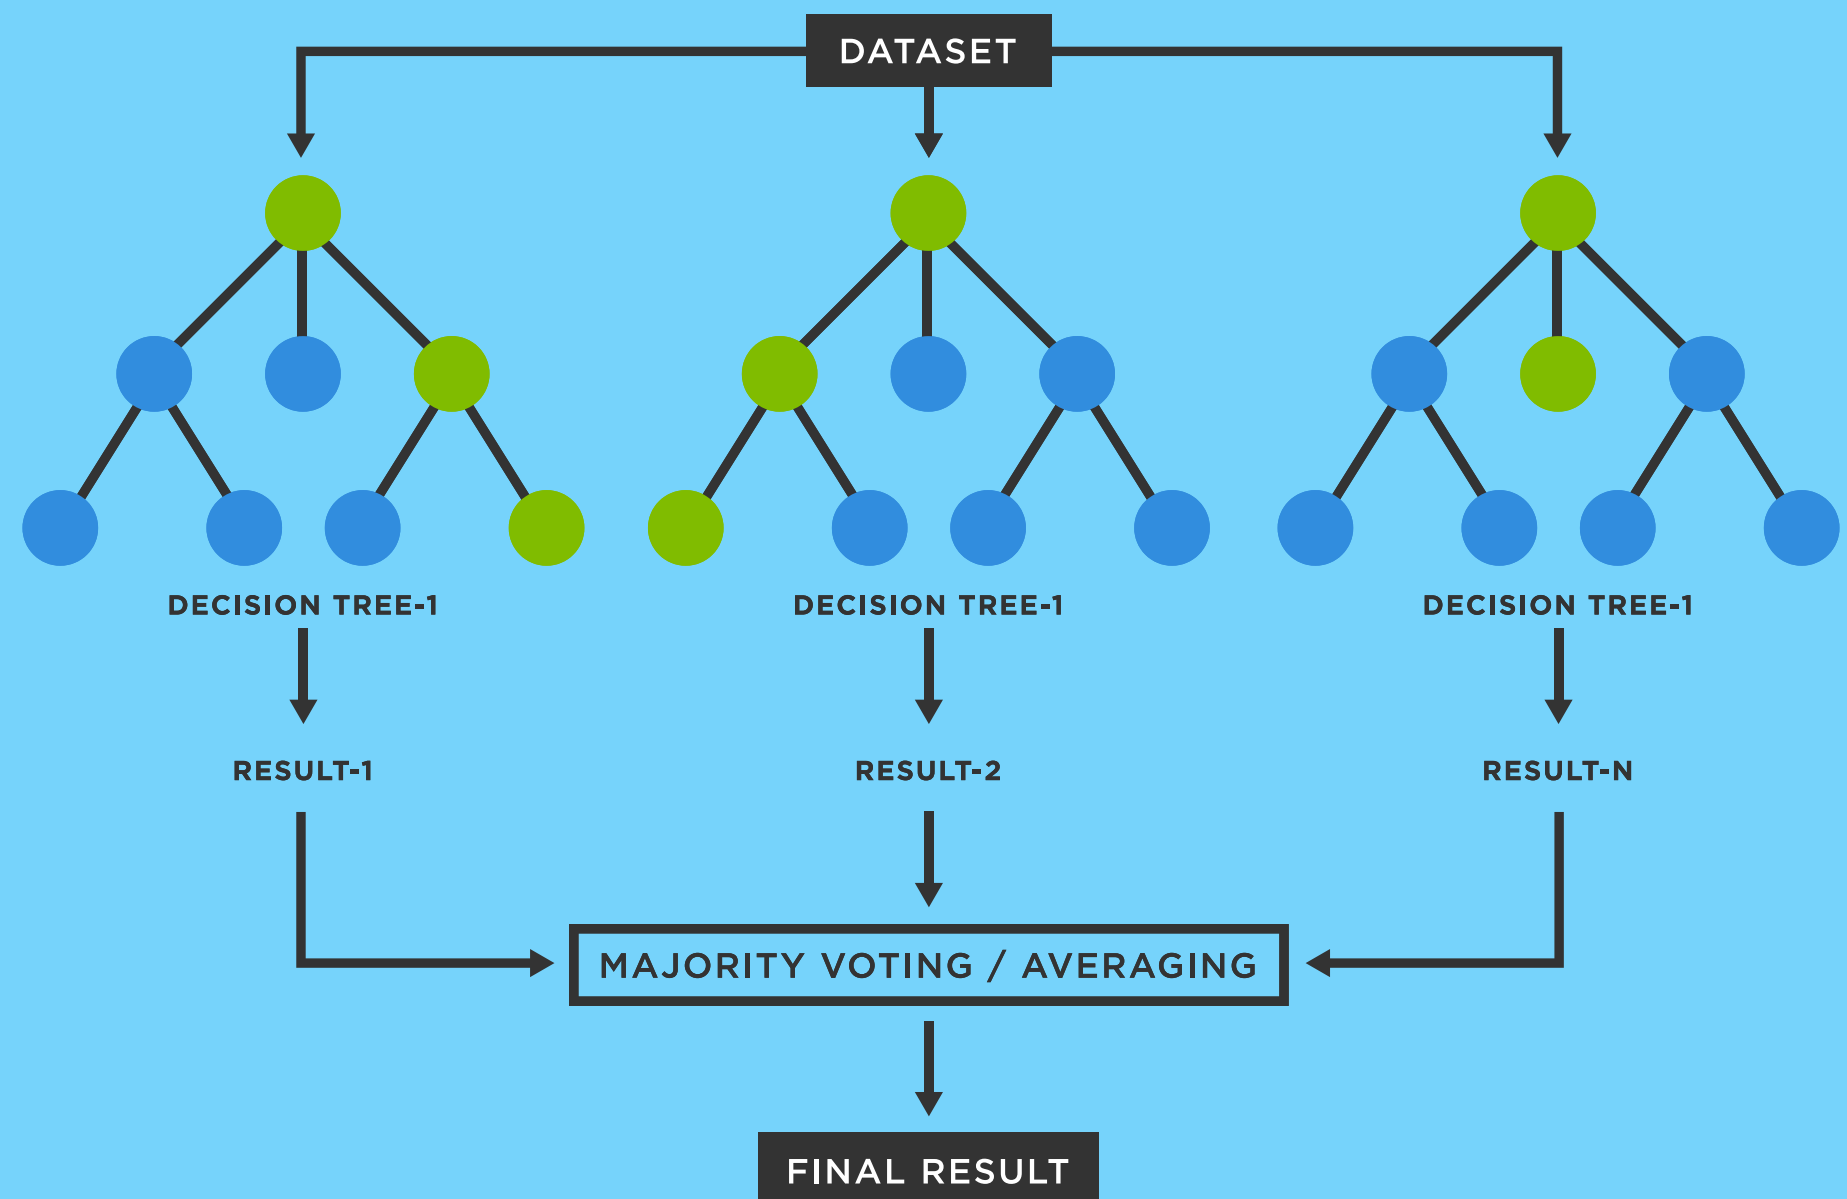 DATASET
DECISION TREE-1
DECISION TREE-1
DECISION TREE-1
RESULT-1
RESULT-2
RESULT-N
MAJORITY VOTING / AVERAGING
FINAL RESULT